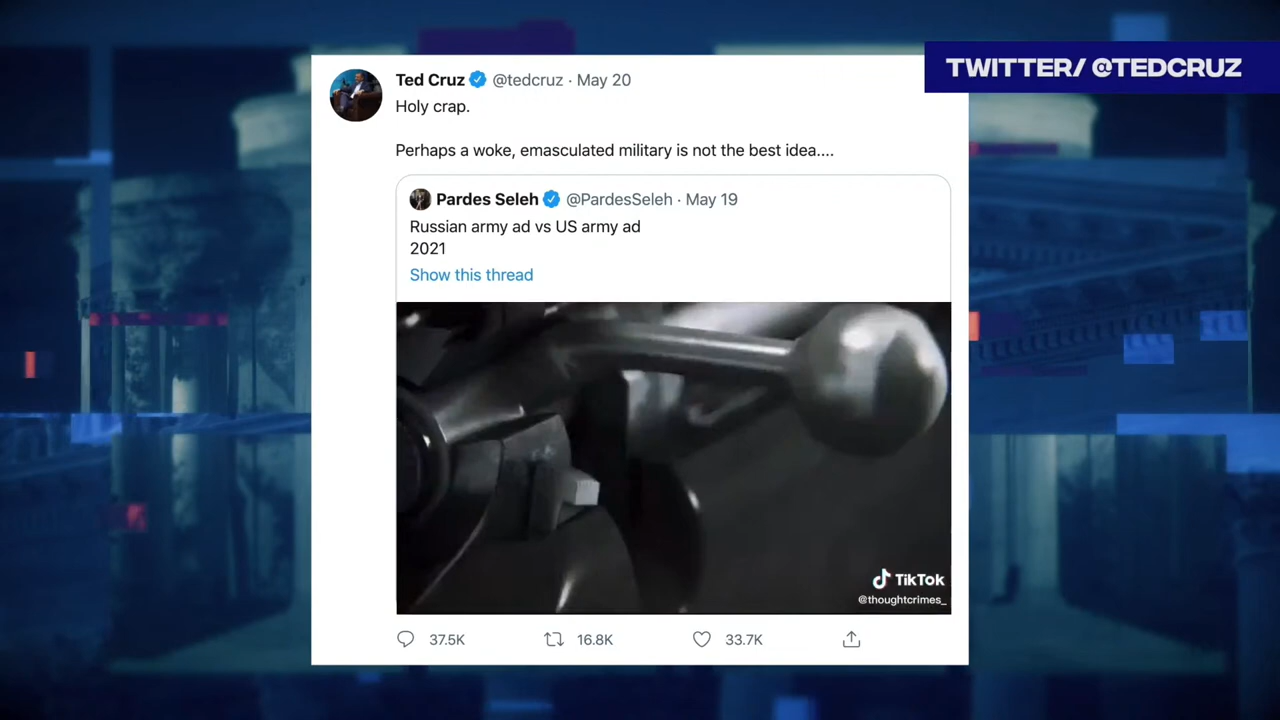 TWITTER/ @TEDCRUZ
Ted Cruz @tedcruz · May 20
Holy crap.
Perhaps a woke, emasculated military is not the best idea....
Pardes Seleh @PardesSeleh · May 19
Russian army ad vs US army ad
2021
Show this thread
TikTok
@thoughtcrimes_
37.5K 16.8K 33.7K